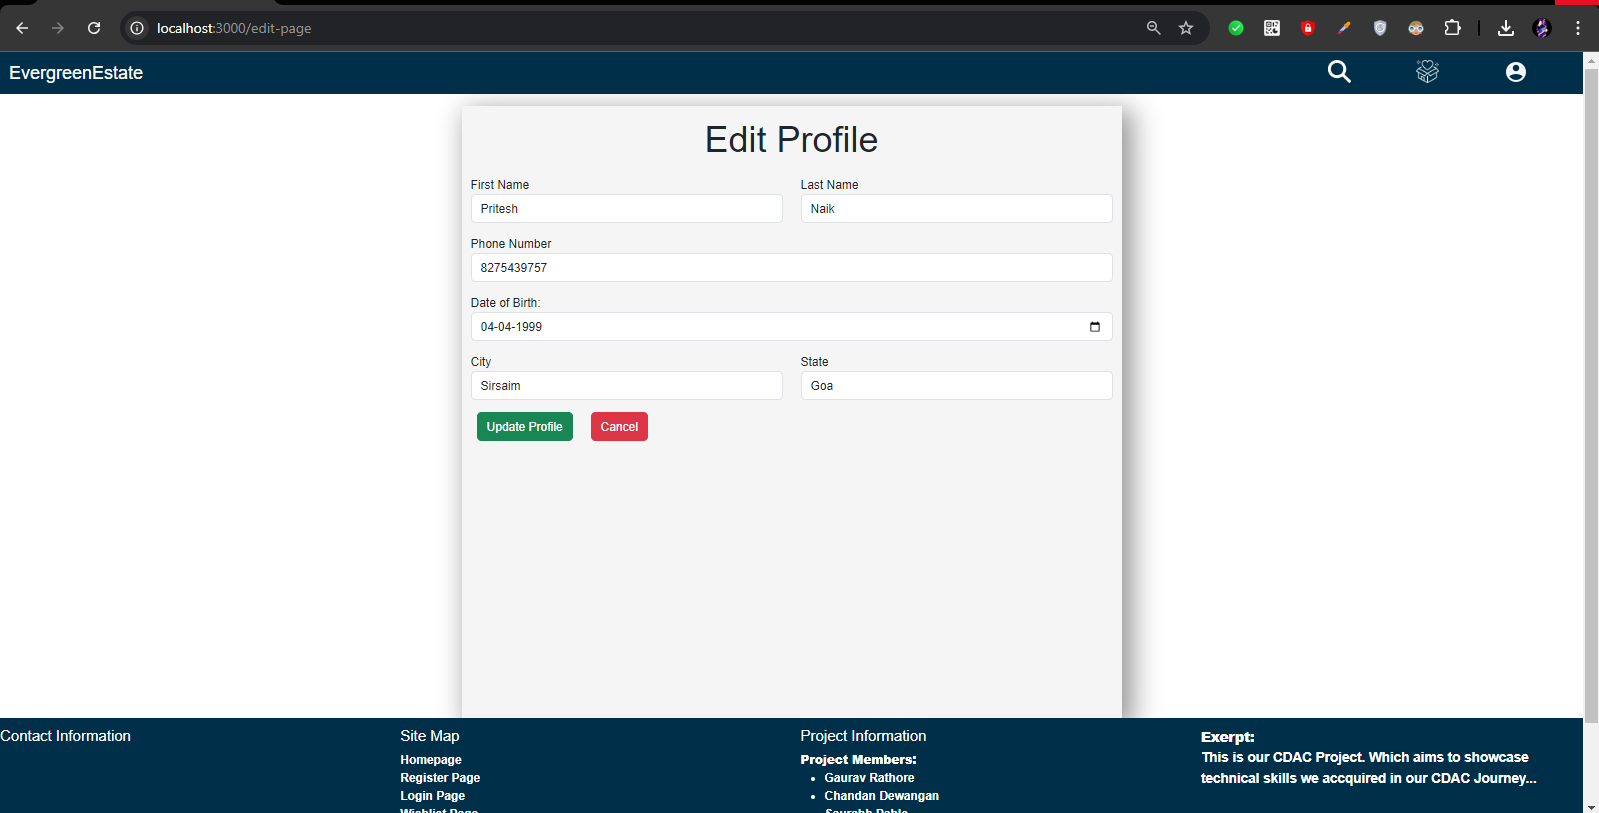 localhost:3000/edit-page
EvergreenEstate
Edit Profile
First Name
Last Name
Pritesh
Naik
Phone Number
8275439757
Date of Birth:
04-04-1999
City
State
Sirsaim
Goa
Update Profile
Cancel
Contact Information
Site Map
Homepage
Register Page
Login Page
Wishlist Page
Project Information
Project Members:
Gaurav Rathore
Chandan Dewangan
Exerpt:
This is our CDAC Project. Which aims to showcase
technical skills we accquired in our CDAC Journey...